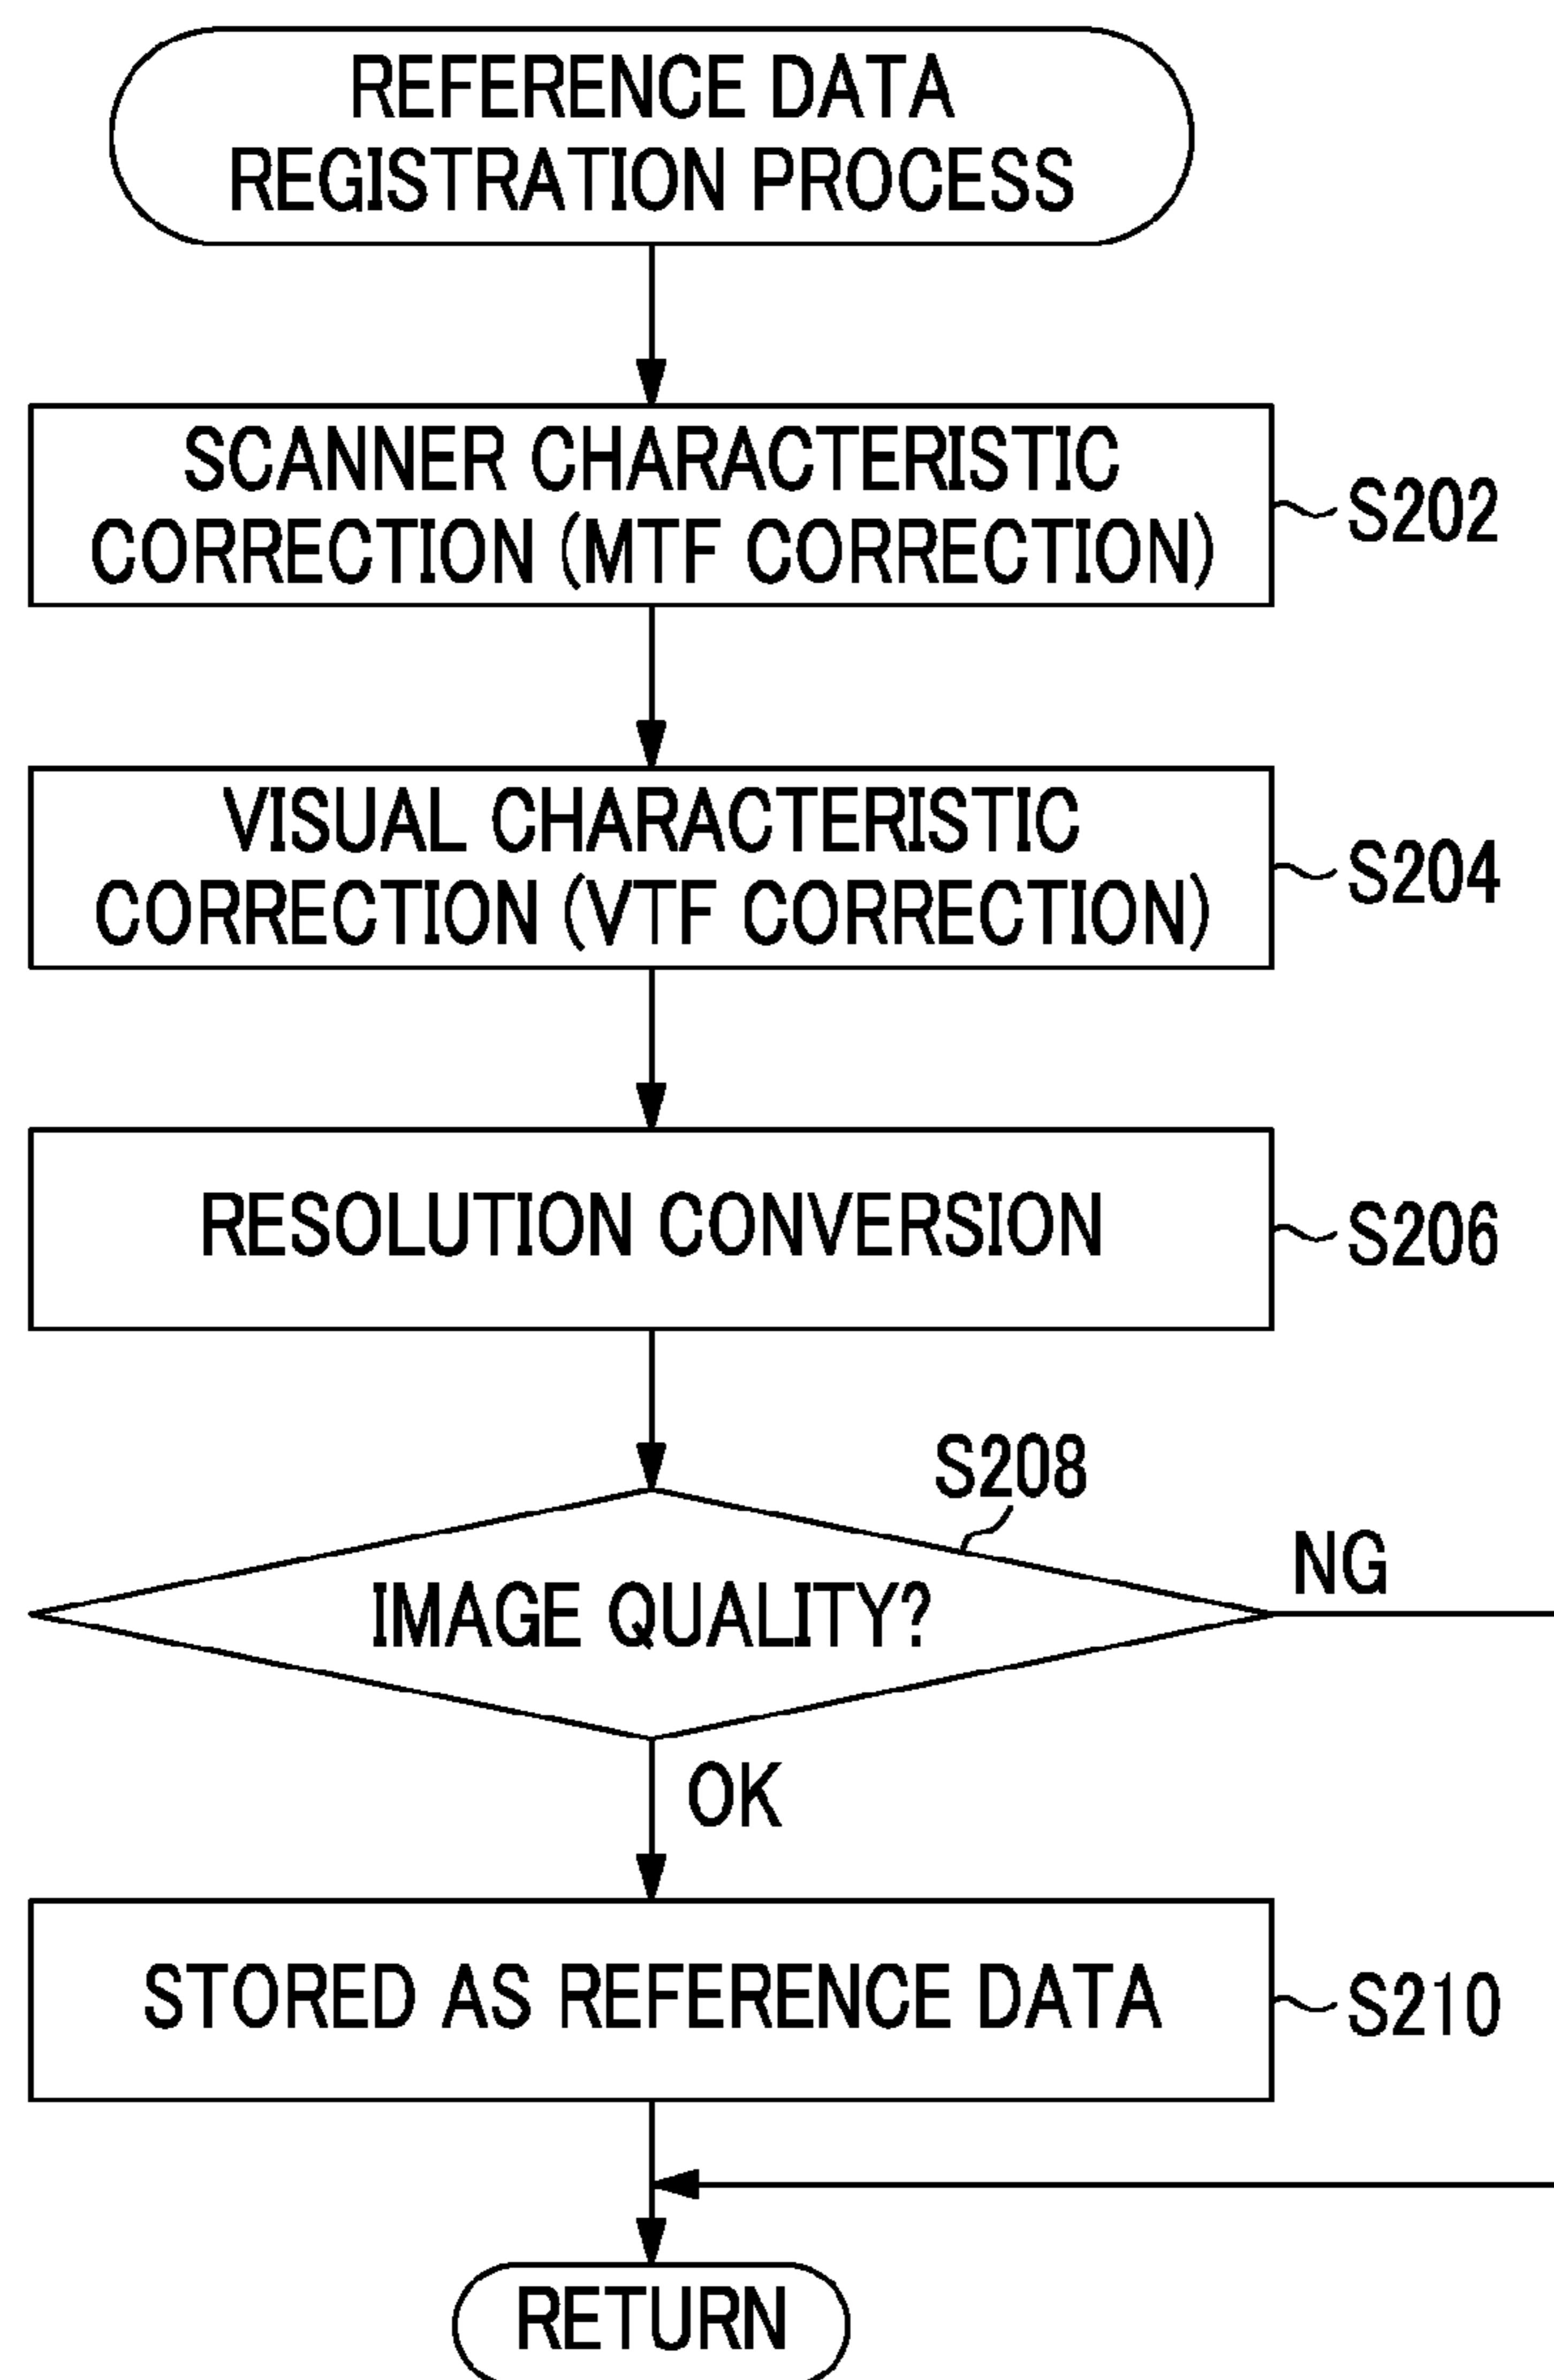 REFERENCE DATA
REGISTRATION PROCESS
SCANNER CHARACTERISTIC
CORRECTION (MTF CORRECTION)
S202
VISUAL CHARACTERISTIC
CORRECTION (VTF CORRECTION)
S204
RESOLUTION CONVERSION
S206
S208
IMAGE QUALITY?
NG
OK
STORED AS REFERENCE DATA
S210
RETURN